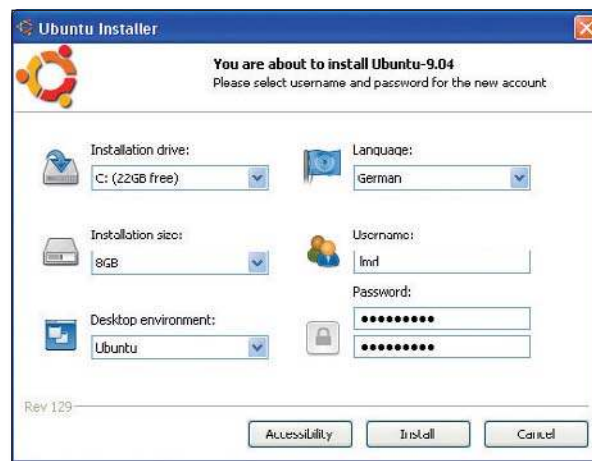 Ubuntu Installer
You are about to install Ubuntu-9.04
Please select username and password for the new account
Installation drive:
C: (22GB free)
Language:
German
Installation size:
8GB
Username:
lmd
Password:
•••••••••
Desktop environment:
Ubuntu
•••••••••
Rev 129
Accessibility
Install
Cancel